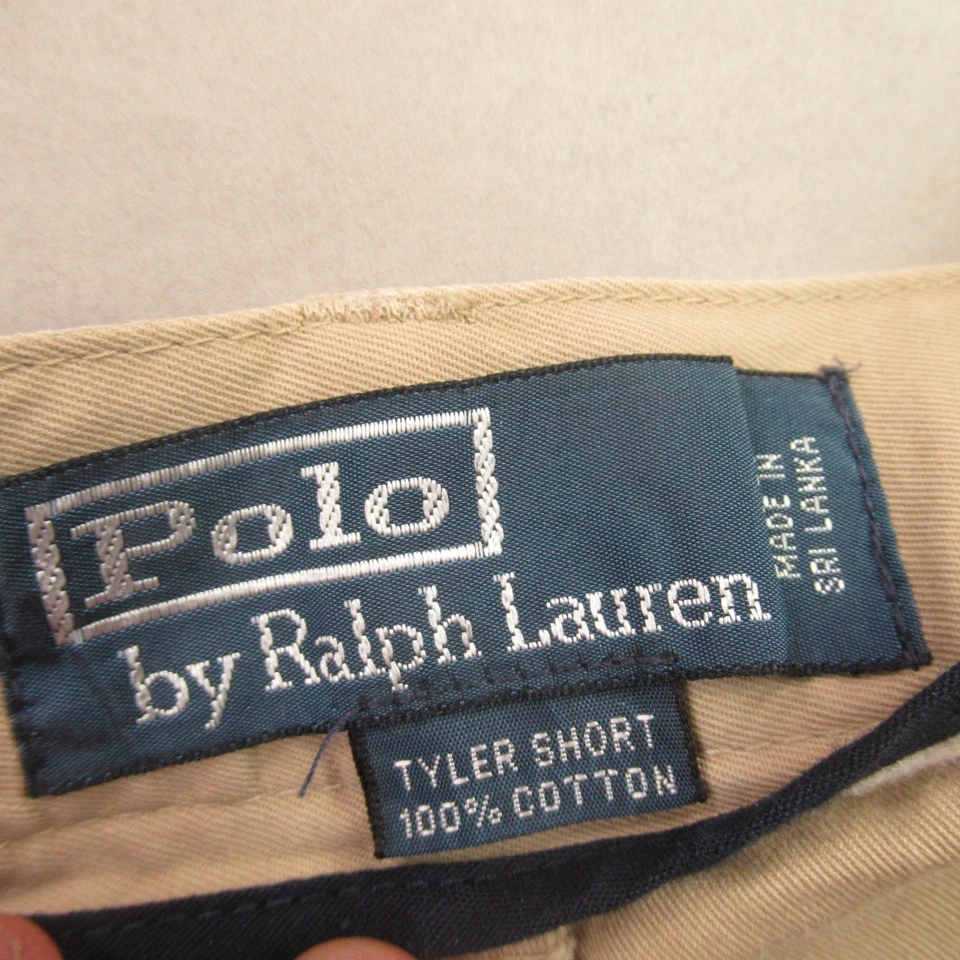 Polo
by Ralph Lauren
MADE IN
SRI LANKA
TYLER SHORT
100% COTTON